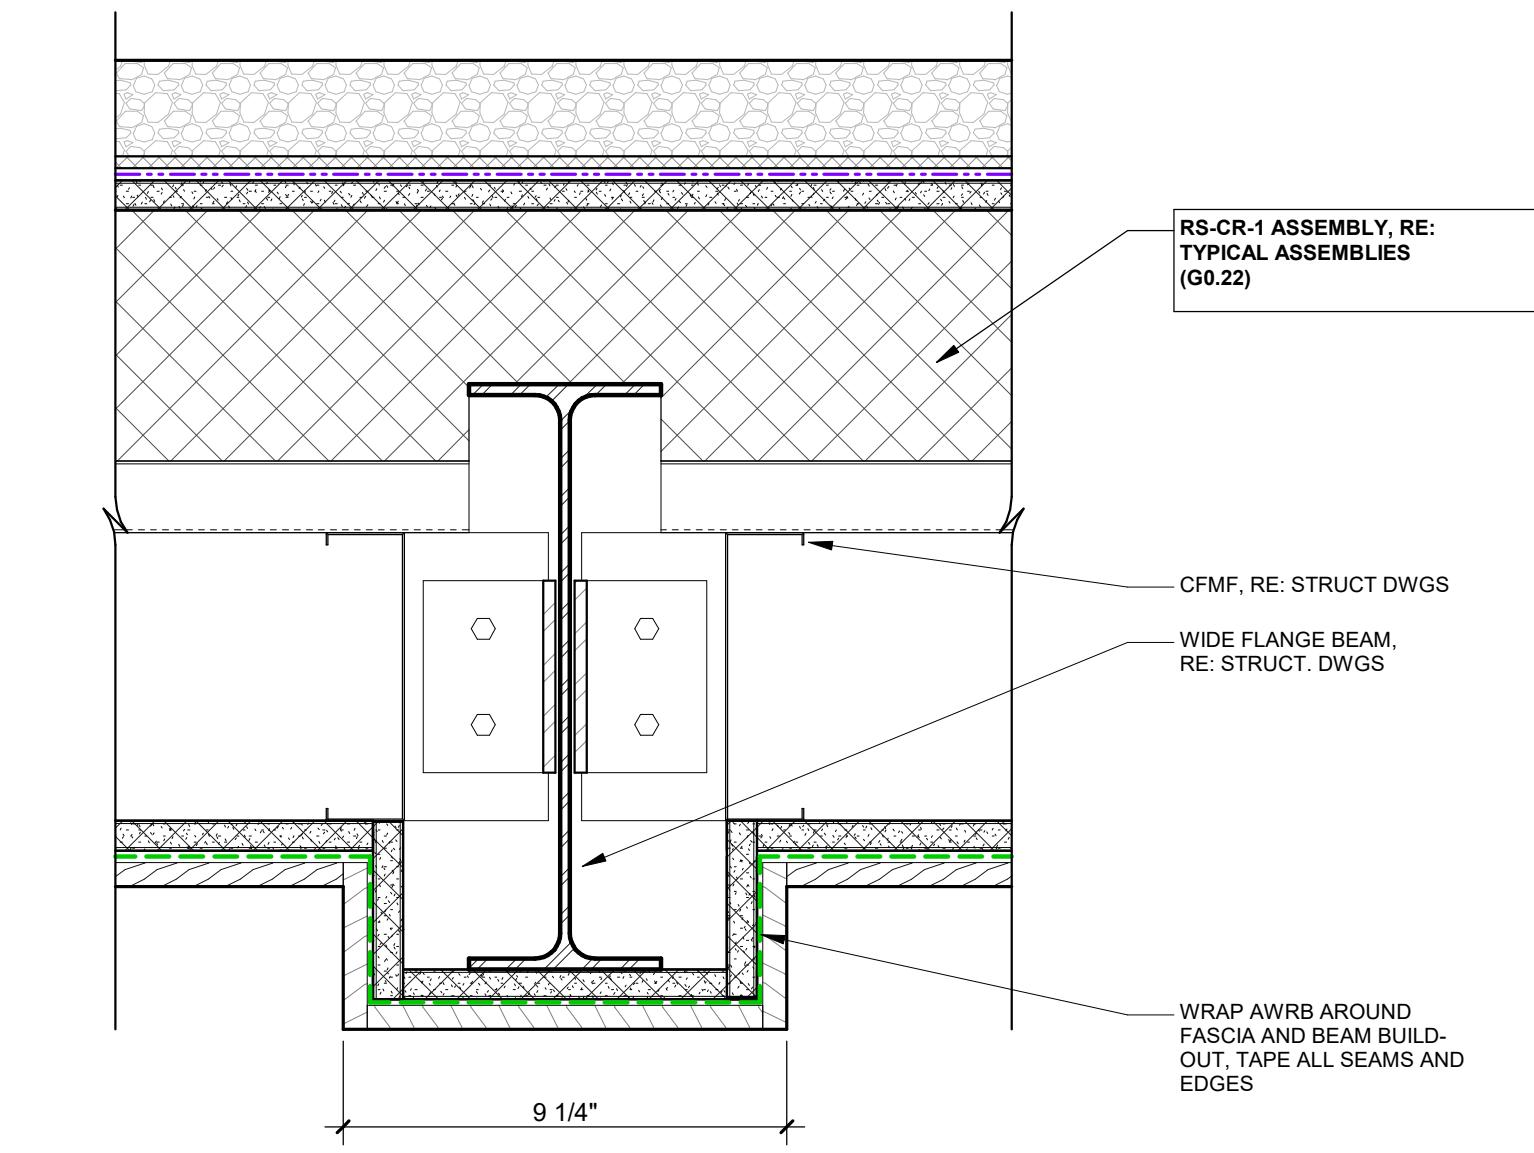 RS-CR-1 ASSEMBLY, RE:
TYPICAL ASSEMBLIES
(G0.22)
CFMF, RE: STRUCT DWGS
WIDE FLANGE BEAM,
RE: STRUCT. DWGS
WRAP AWRB AROUND
FASCIA AND BEAM BUILD-
OUT, TAPE ALL SEAMS AND
EDGES
9 1/4"